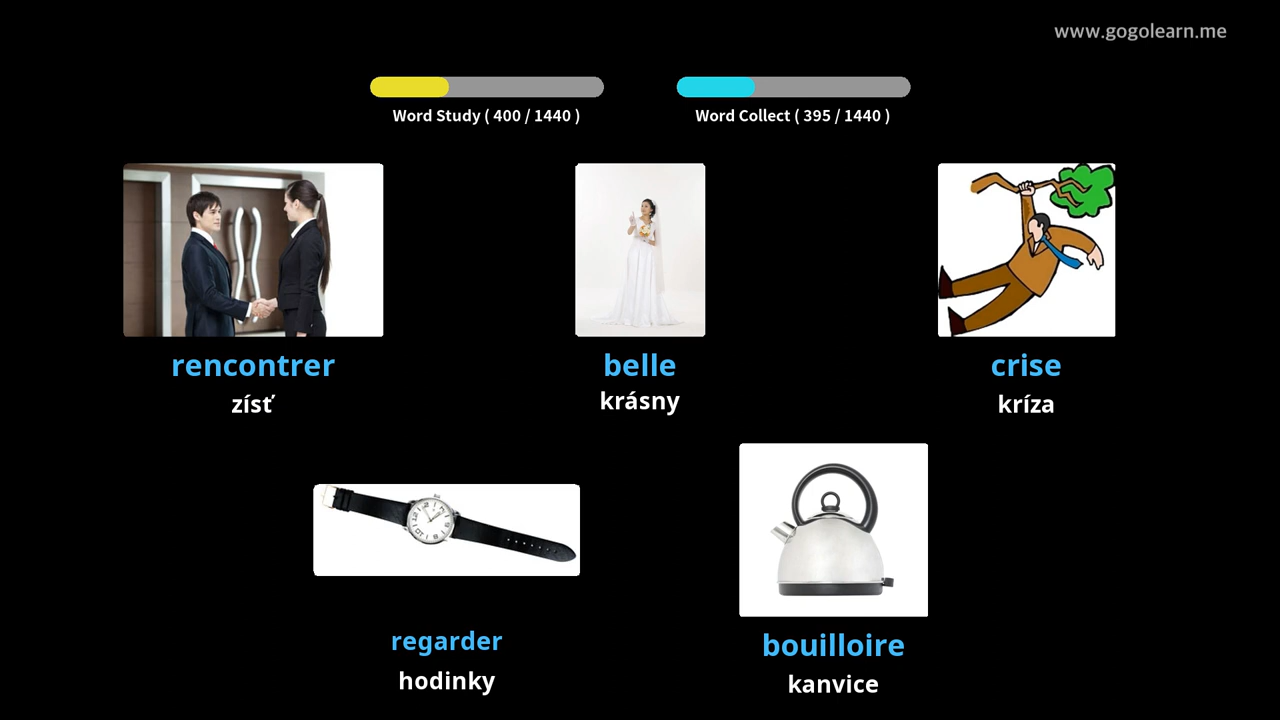 www.gogolearn.me
Word Study ( 400 / 1440 )
Word Collect ( 395 / 1440 )
rencontrer
zísť
belle
krásny
crise
kríza
regarder
hodinky
bouilloire
kanvice